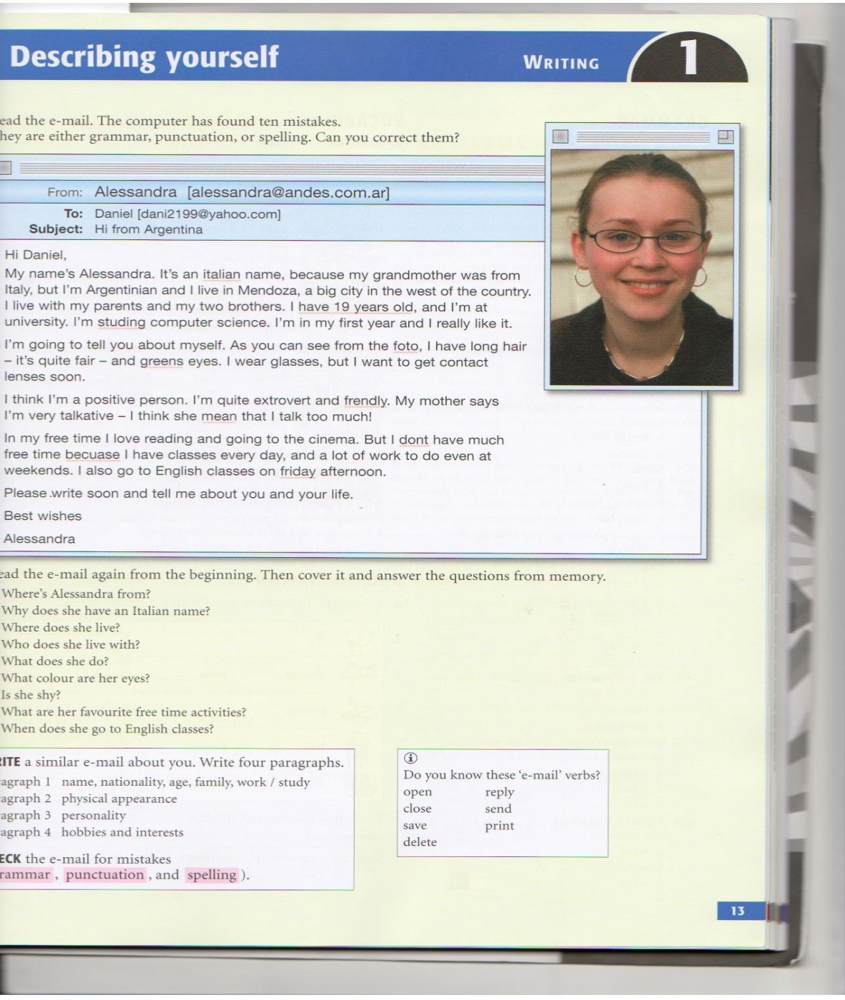 Describing yourself
WRITING
1
ead the e-mail. The computer has found ten mistakes.
hey are either grammar, punctuation, or spelling. Can you correct them?
From: Alessandra [alessandra@andes.com.ar]
To: Daniel [dani2199@yahoo.com]
Subject: Hi from Argentina
Hi Daniel,
My name's Alessandra. It's an italian name, because my grandmother was from
Italy, but I'm Argentinian and I live in Mendoza, a big city in the west of the country.
I live with my parents and my two brothers. I have 19 years old, and I'm at
university. I'm studing computer science. I'm in my first year and I really like it.
I'm going to tell you about myself. As you can see from the foto, I have long hair
– it's quite fair – and greens eyes. I wear glasses, but I want to get contact
lenses soon.
I think I'm a positive person. I'm quite extrovert and frendly. My mother says
I'm very talkative – I think she mean that I talk too much!
In my free time I love reading and going to the cinema. But I dont have much
free time becuase I have classes every day, and a lot of work to do even at
weekends. I also go to English classes on friday afternoon.
Please write soon and tell me about you and your life.
Best wishes
Alessandra
ead the e-mail again from the beginning. Then cover it and answer the questions from memory.
Where's Alessandra from?
Why does she have an Italian name?
Where does she live?
Who does she live with?
What does she do?
What colour are her eyes?
Is she shy?
What are her favourite free time activities?
When does she go to English classes?
ITE a similar e-mail about you. Write four paragraphs.
agraph 1 name, nationality, age, family, work / study
agraph 2 physical appearance
agraph 3 personality
agraph 4 hobbies and interests
ECK the e-mail for mistakes
rammar, punctuation, and spelling).
i
Do you know these 'e-mail' verbs?
open reply
close send
save print
delete
13